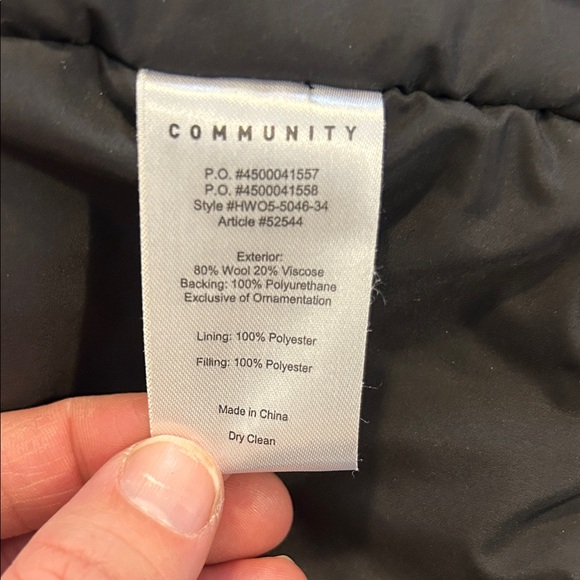 COMMUNITY
P.O. #4500041557
P.O. #4500041558
Style #HWO5-5046-34
Article #52544
Exterior:
80% Wool 20% Viscose
Backing: 100% Polyurethane
Exclusive of Ornamentation
Lining: 100% Polyester
Filling: 100% Polyester
Made in China
Dry Clean